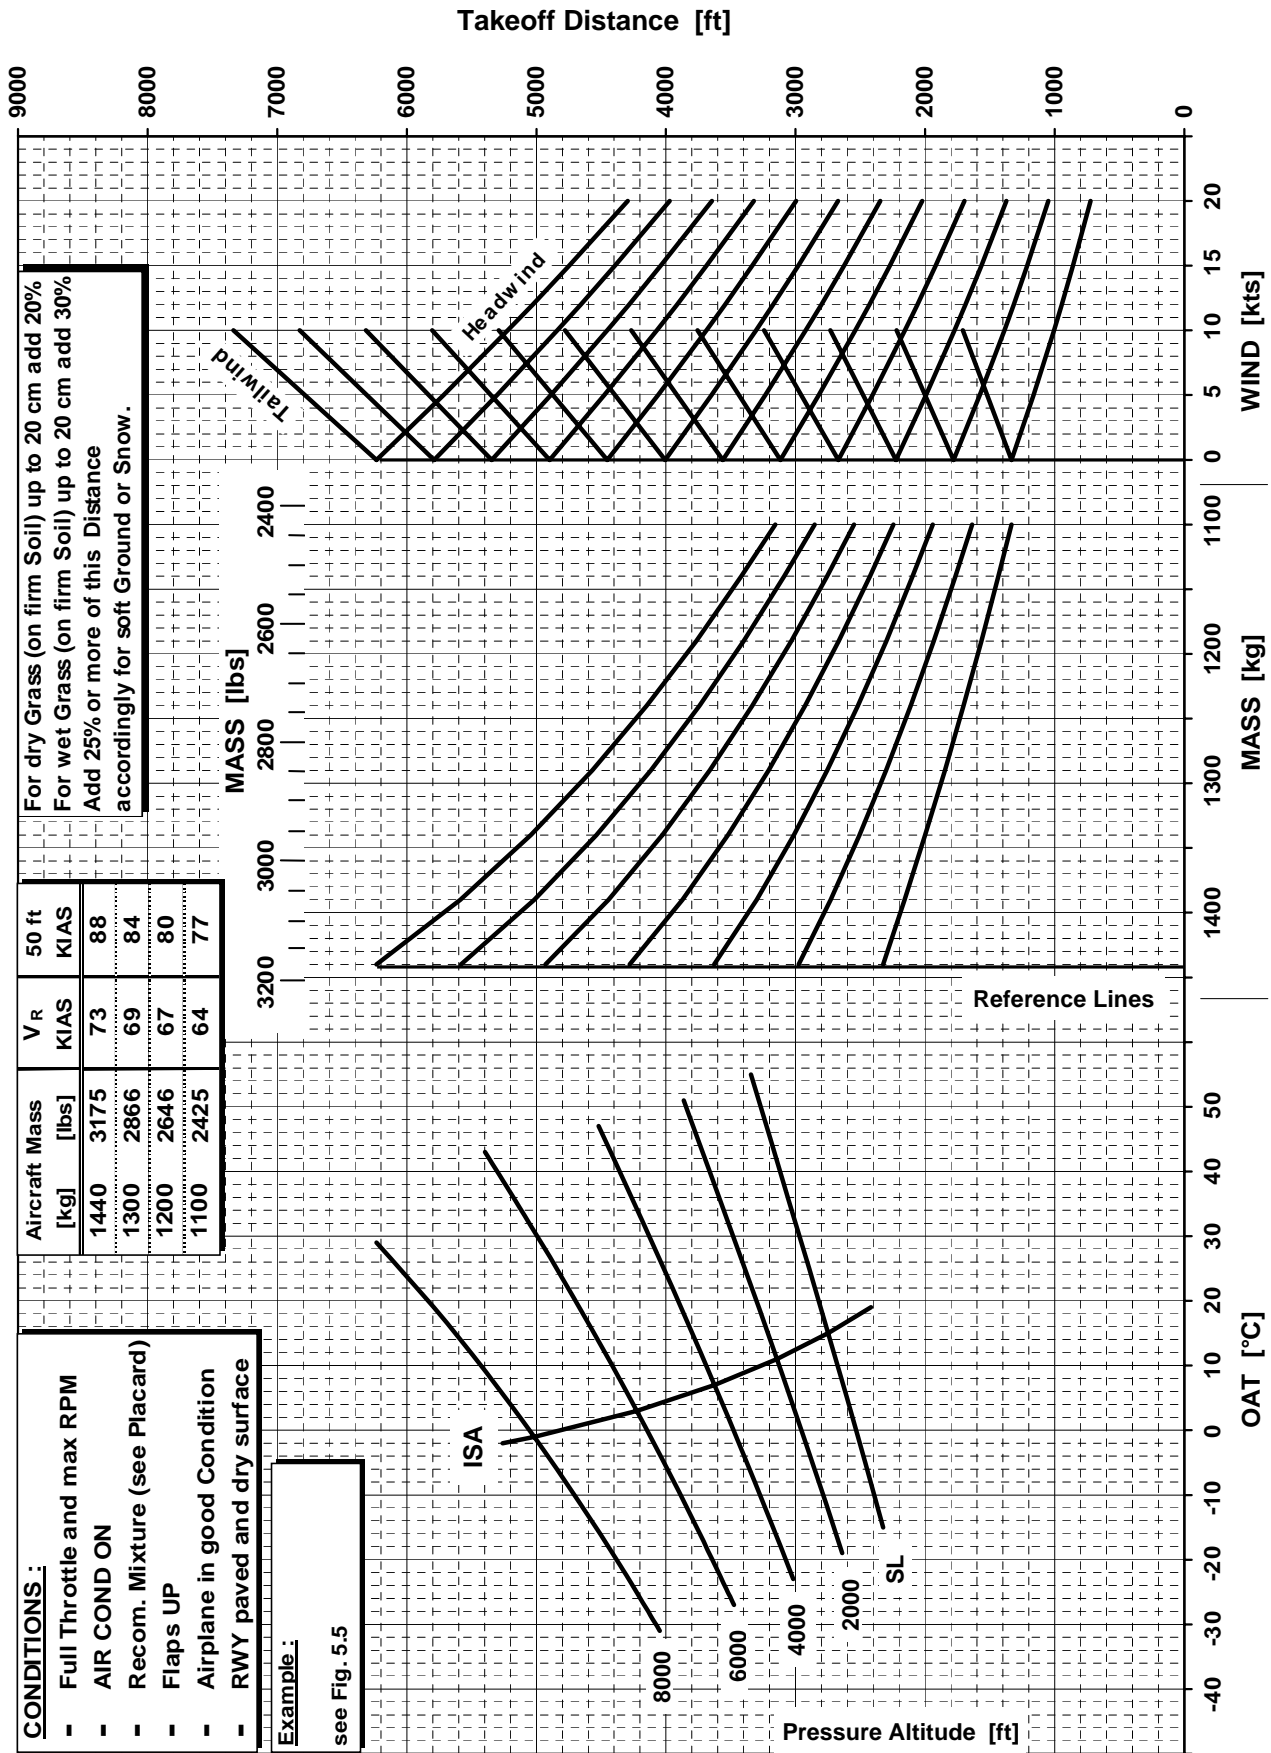 CONDITIONS :
- Full Throttle and max RPM
- AIR COND ON
- Recom. Mixture (see Placard)
- Flaps UP
- Airplane in good Condition
- RWY paved and dry surface
Example :
see Fig. 5.5
Aircraft Mass VR 50 ft
[kg] [lbs] KIAS KIAS
1440 3175 73 88
1300 2866 69 84
1200 2646 67 80
1100 2425 64 77
For dry Grass (on firm Soil) up to 20 cm add 20%
For wet Grass (on firm Soil) up to 20 cm add 30%
Add 25% or more of this Distance
accordingly for soft Ground or Snow.
MASS [lbs]
3200 3000 2800 2600 2400
Tailwind
Headwind
ISA
8000
6000
4000
2000
SL
Pressure Altitude [ft]
Reference Lines
-40 -30 -20 -10 0 10 20 30 40 50
OAT [°C]
1400 1300 1200 1100
MASS [kg]
0 5 10 15 20
WIND [kts]
9000
8000
7000
6000
5000
4000
3000
2000
1000
0
Takeoff Distance [ft]